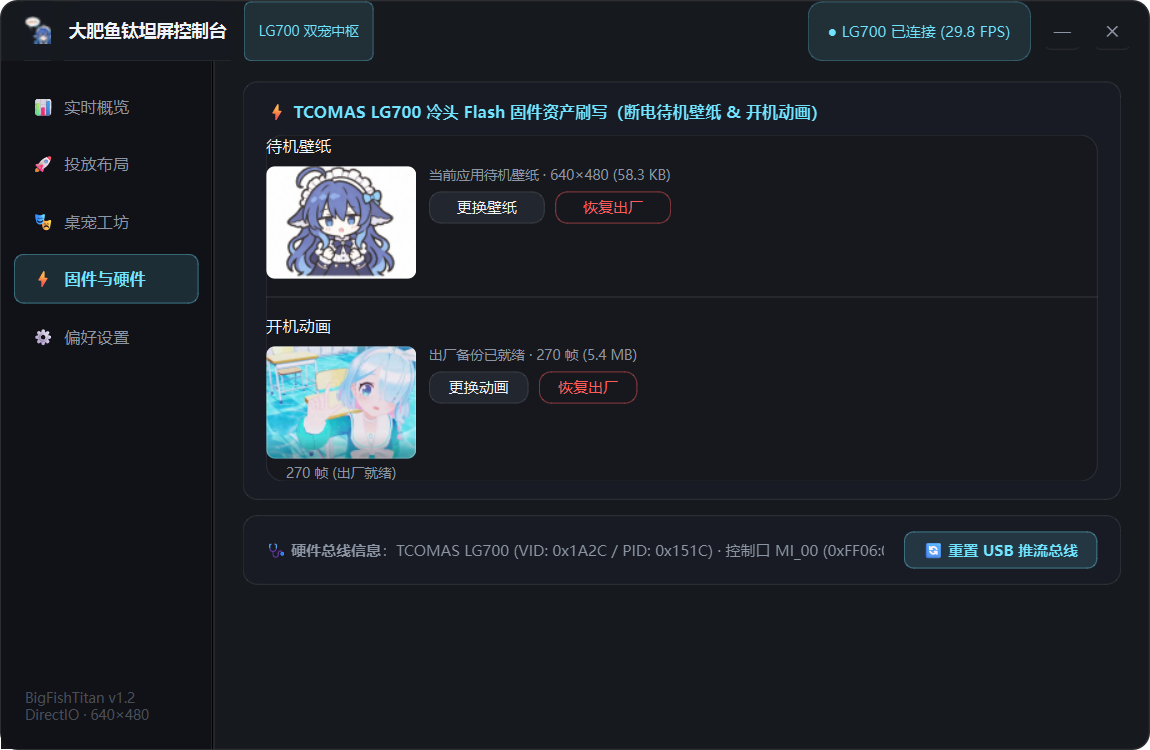 大肥鱼钛坦屏控制台
LG700 双宠中枢
● LG700 已连接 (29.8 FPS)
实时概览
投放布局
桌宠工坊
固件与硬件
偏好设置
TCOMAS LG700 冷头 Flash 固件资产刷写（断电待机壁纸 & 开机动画）
待机壁纸
当前应用待机壁纸 · 640×480 (58.3 KB)
更换壁纸
恢复出厂
开机动画
出厂备份已就绪 · 270 帧 (5.4 MB)
更换动画
恢复出厂
270 帧 (出厂就绪)
硬件总线信息：TCOMAS LG700 (VID: 0x1A2C / PID: 0x151C) · 控制口 MI_00 (0xFF06:
重置 USB 推流总线
BigFishTitan v1.2
DirectIO · 640×480